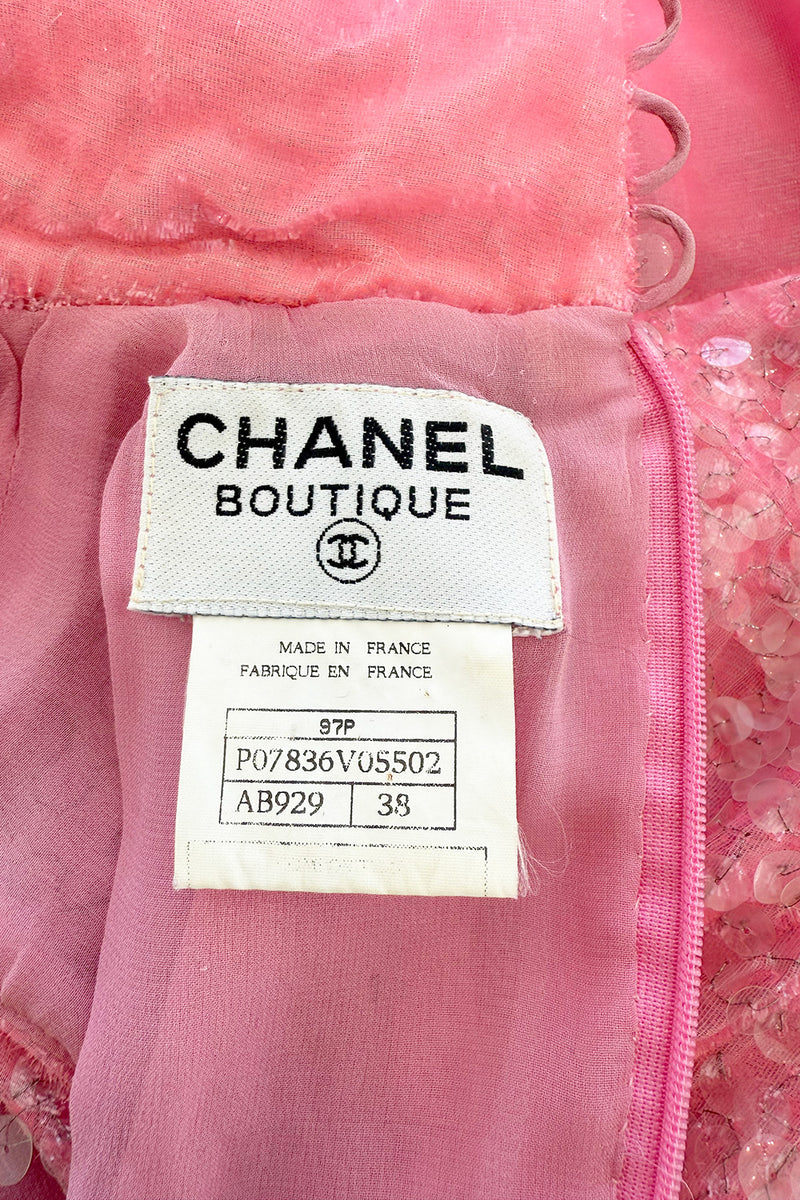 CHANEL
BOUTIQUE
MADE IN FRANCE
FABRIQUE EN FRANCE
97P
P07836V05502
AB929 38